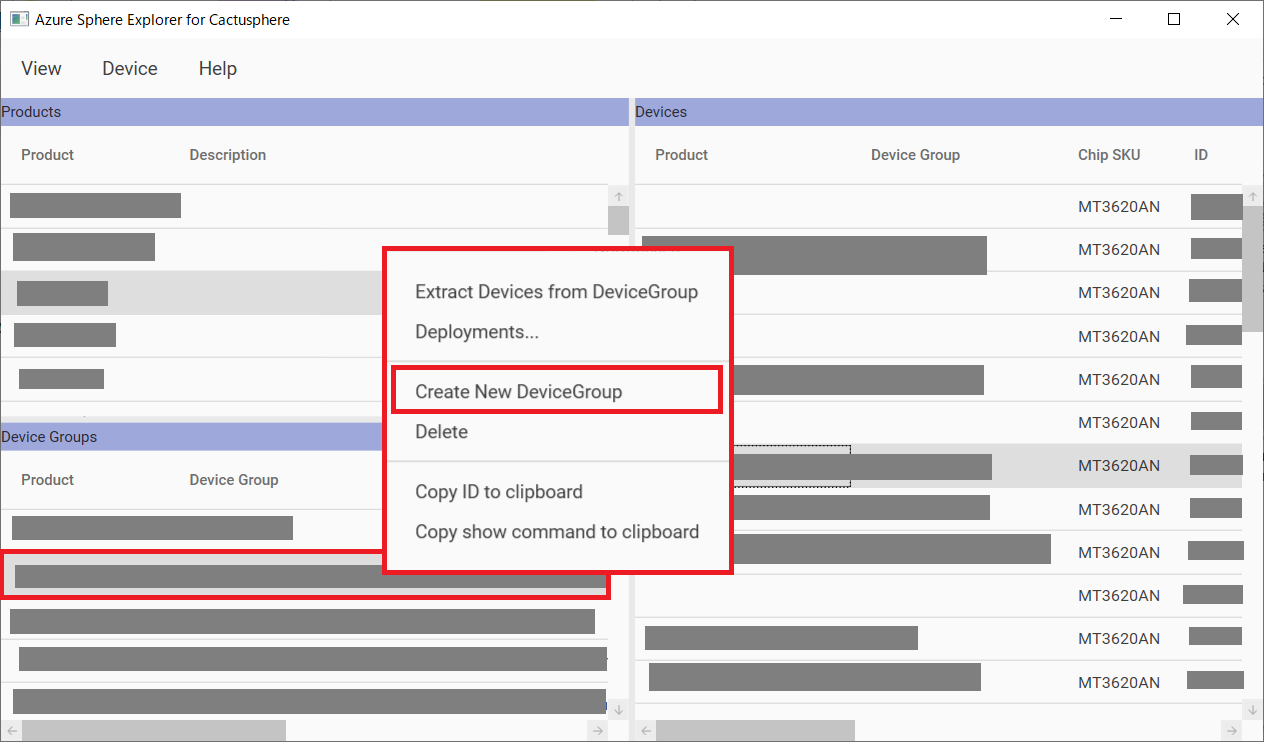 Azure Sphere Explorer for Cactusphere
View Device Help
Products
Product Description
Device Groups
Product Device Group
Extract Devices from DeviceGroup
Deployments...
Create New DeviceGroup
Delete
Copy ID to clipboard
Copy show command to clipboard
Devices
Product Device Group Chip SKU ID
MT3620AN
MT3620AN
MT3620AN
MT3620AN
MT3620AN
MT3620AN
MT3620AN
MT3620AN
MT3620AN
MT3620AN
MT3620AN
MT3620AN